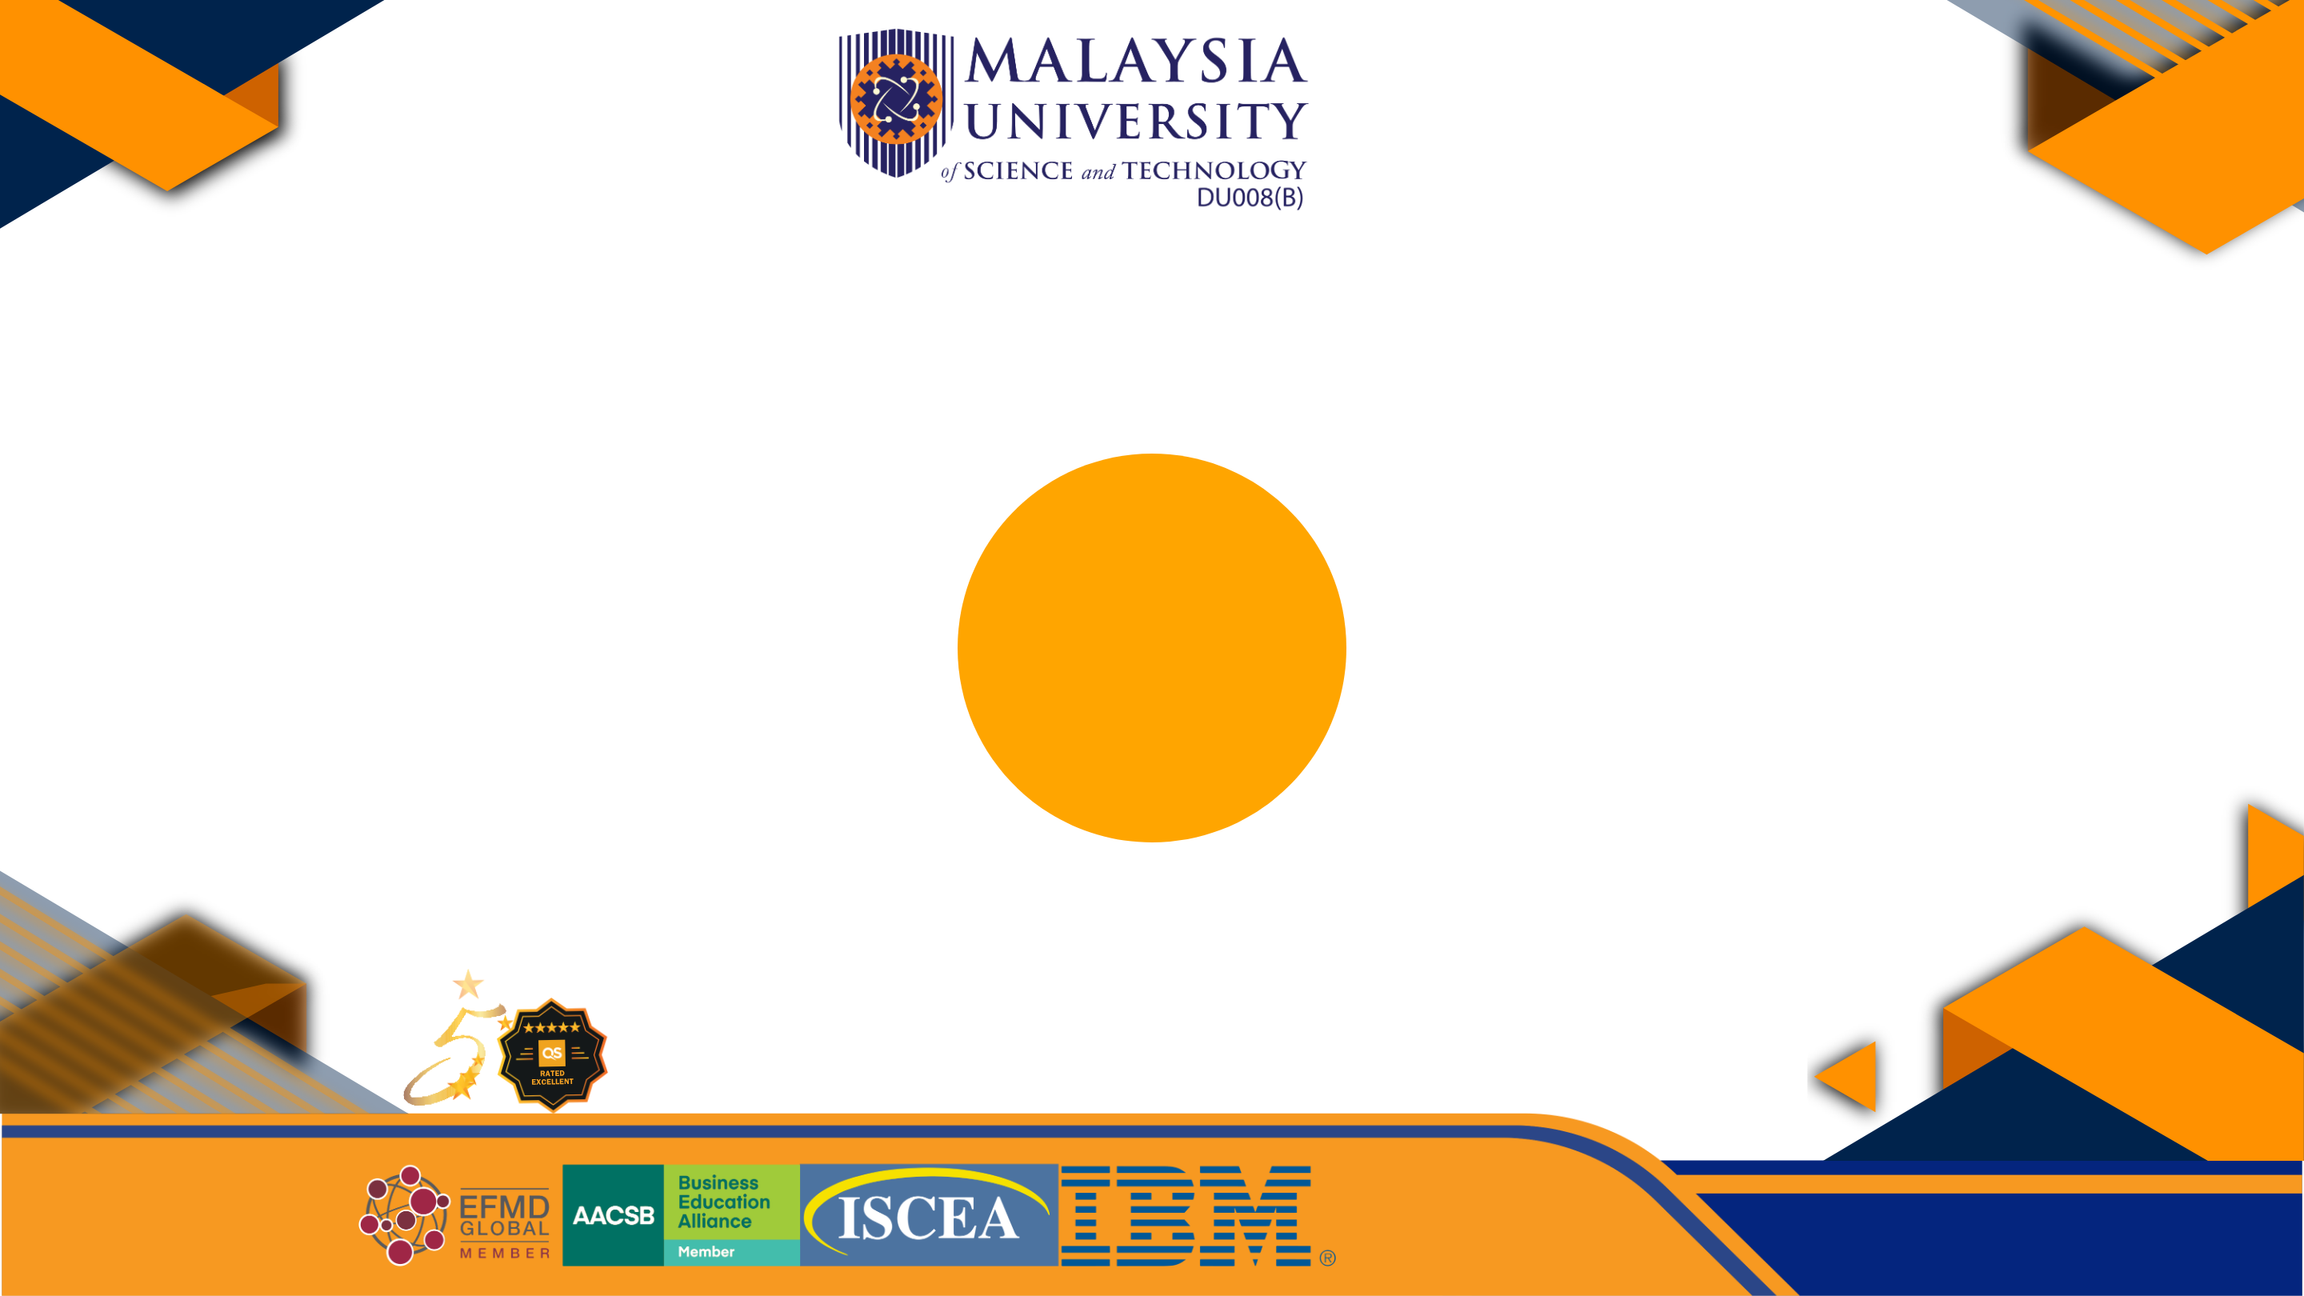 MALAYSIA
UNIVERSITY
of SCIENCE and TECHNOLOGY
DU008(B)
5
QS
RATED
EXCELLENT
EFMD
GLOBAL
MEMBER
AACSB
Business
Education
Alliance
Member
ISCEA
IBM®